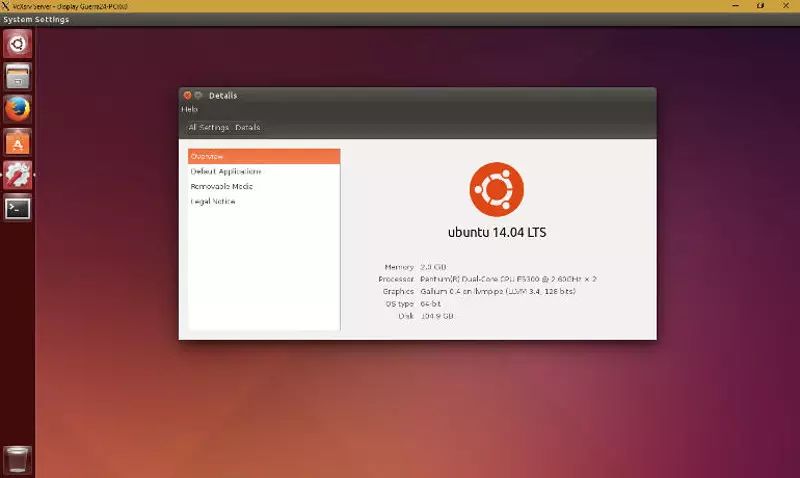 VcXsrv Server - Display Guerra24-PC:0.0
System Settings
Details
Help
All Settings Details
Overview
Default Applications
Removable Media
Legal Notice
ubuntu 14.04 LTS
Memory 2.0 GB
Processor Pentium(R) Dual-Core CPU E5300 @ 2.60GHz × 2
Graphics Gallium 0.4 on llvmpipe (LLVM 3.4, 128 bits)
OS type 64-bit
Disk 104.9 GB